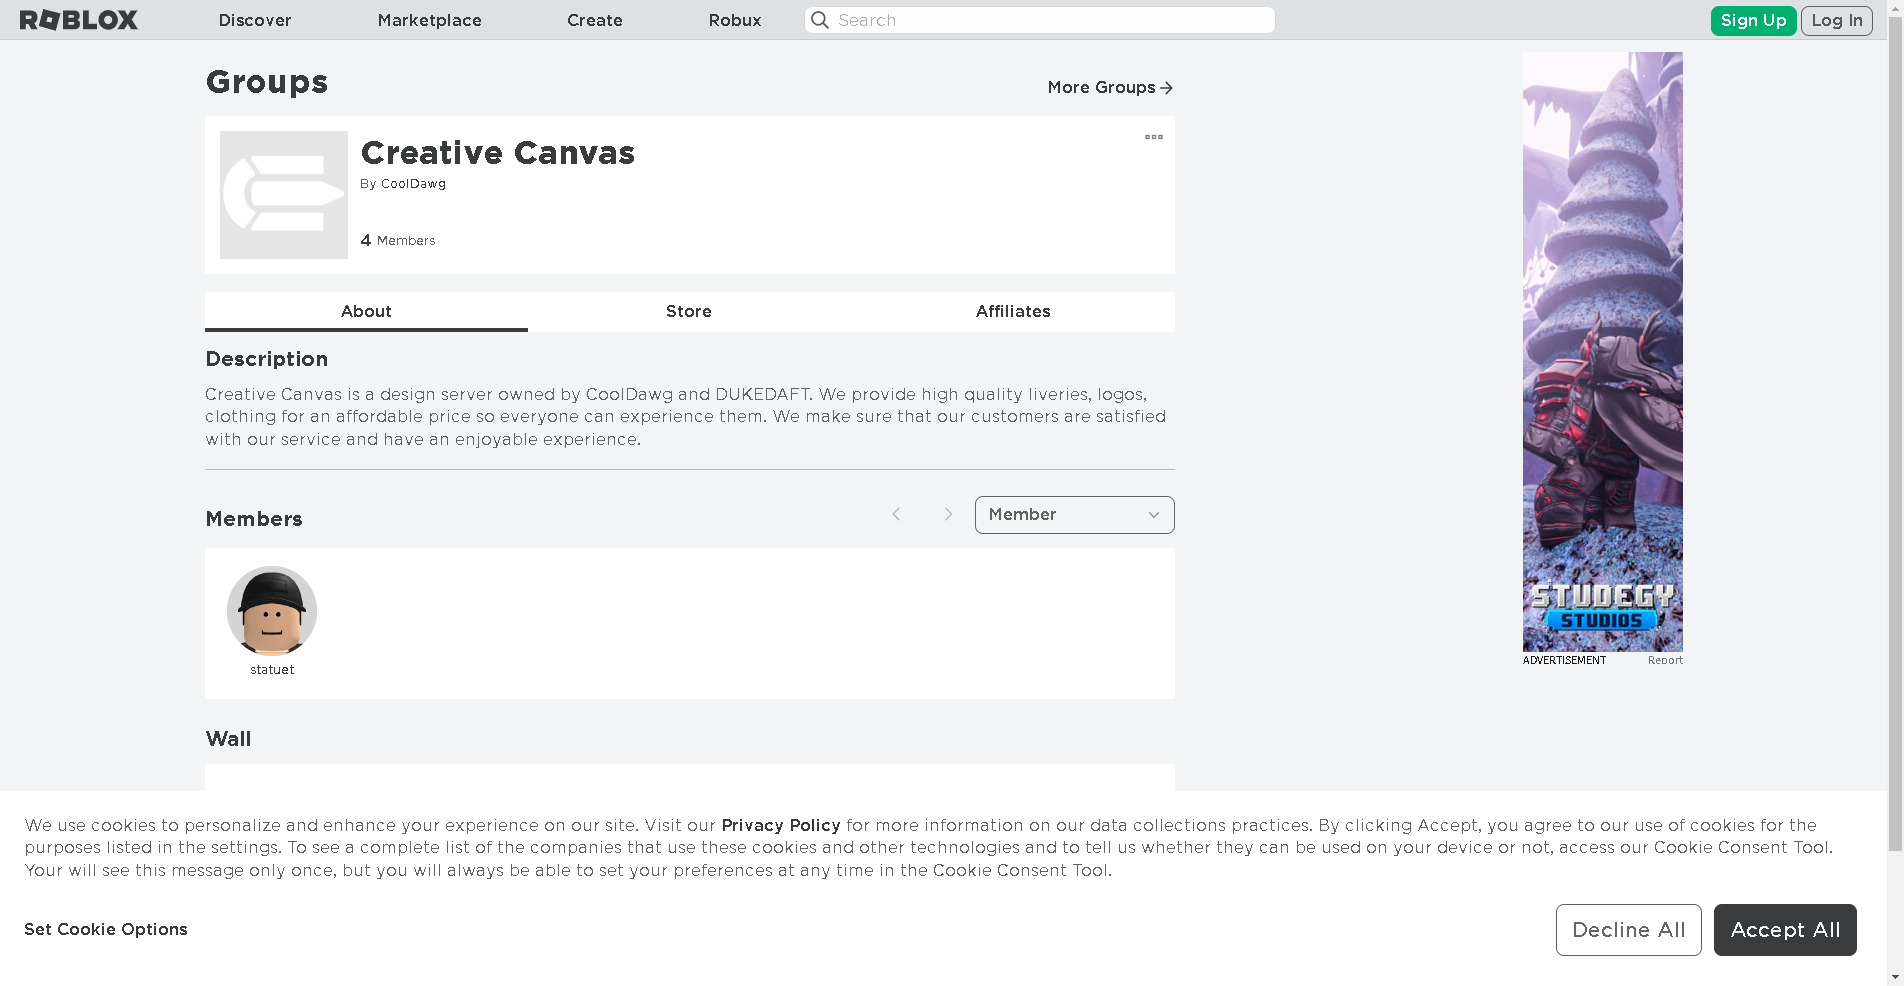 ROBLOX
Discover
Marketplace
Create
Robux
Search
Sign Up
Log In
Groups
More Groups
Creative Canvas
By CoolDawg
4 Members
About
Store
Affiliates
Description
Creative Canvas is a design server owned by CoolDawg and DUKEDAFT. We provide high quality liveries, logos,
clothing for an affordable price so everyone can experience them. We make sure that our customers are satisfied
with our service and have an enjoyable experience.
Members
Member
statuet
Wall
STUDEGY
STUDIOS
ADVERTISEMENT
Report
We use cookies to personalize and enhance your experience on our site. Visit our Privacy Policy for more information on our data collections practices. By clicking Accept, you agree to our use of cookies for the
purposes listed in the settings. To see a complete list of the companies that use these cookies and other technologies and to tell us whether they can be used on your device or not, access our Cookie Consent Tool.
Your will see this message only once, but you will always be able to set your preferences at any time in the Cookie Consent Tool.
Set Cookie Options
Decline All
Accept All